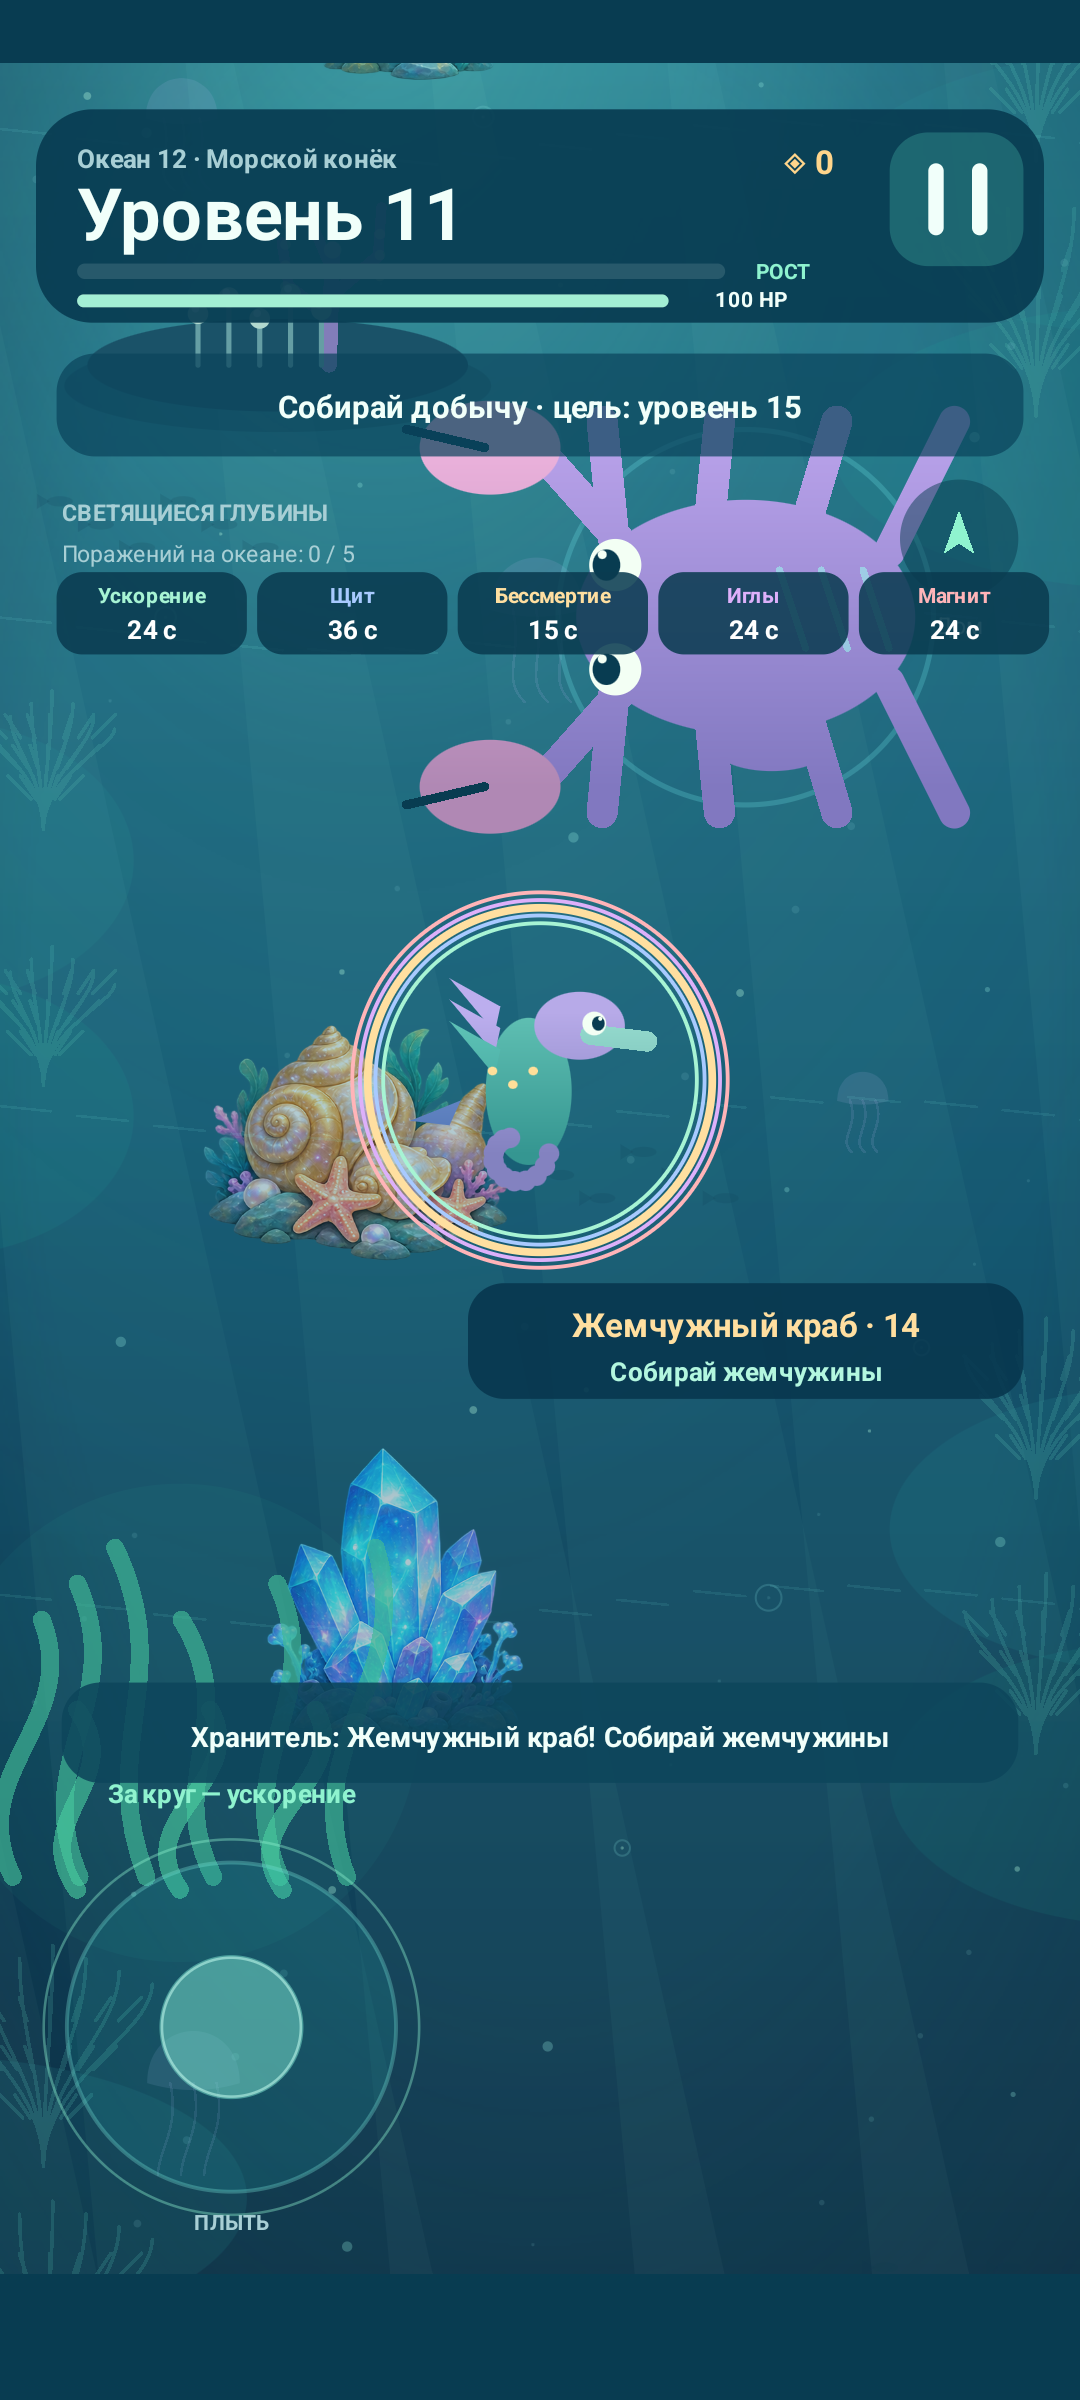 Океан 12 · Морской конёк
0
Уровень 11
РОСТ
100 HP
Собирай добычу · цель: уровень 15
СВЕТЯЩИЕСЯ ГЛУБИНЫ
Поражений на океане: 0 / 5
Ускорение
24 с
Щит
36 с
Бессмертие
15 с
Иглы
24 с
Магнит
24 с
Жемчужный краб · 14
Собирай жемчужины
Хранитель: Жемчужный краб! Собирай жемчужины
За круг — ускорение
ПЛЫТЬ